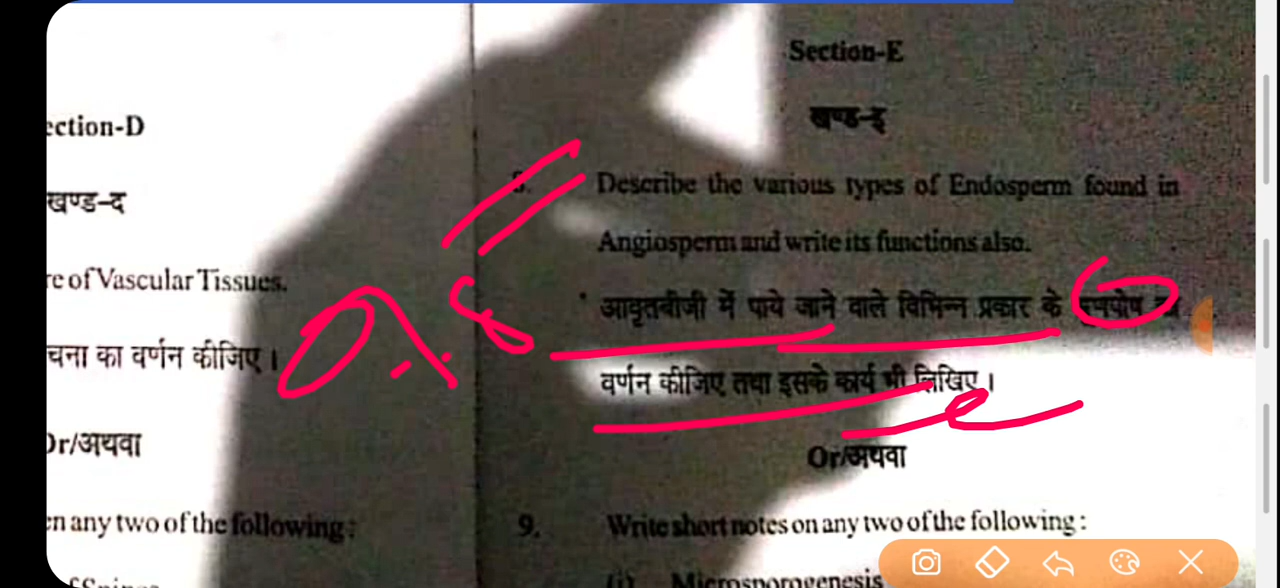 ection-D
खण्ड-द
re of Vascular Tissues.
चना का वर्णन कीजिए।
Or/अथवा
en any two of the following :
Section-E
खण्ड-इ
8. Describe the various types of Endosperm found in
Angiosperm and write its functions also.
आवृतबीजी में पाये जाने वाले विभिन्न प्रकार के
वर्णन कीजिए तथा इसके कार्य भी लिखिए।
Or/अथवा
9. Write short notes on any two of the following :
(i) Microsporogenesis